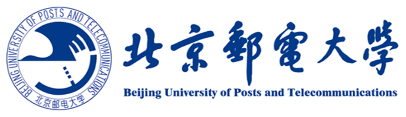 BEIJING UNIVERSITY OF POSTS AND TELECOMMUNICATIONS
北京邮电大学
北京郵電大學
Beijing University of Posts and Telecommunications